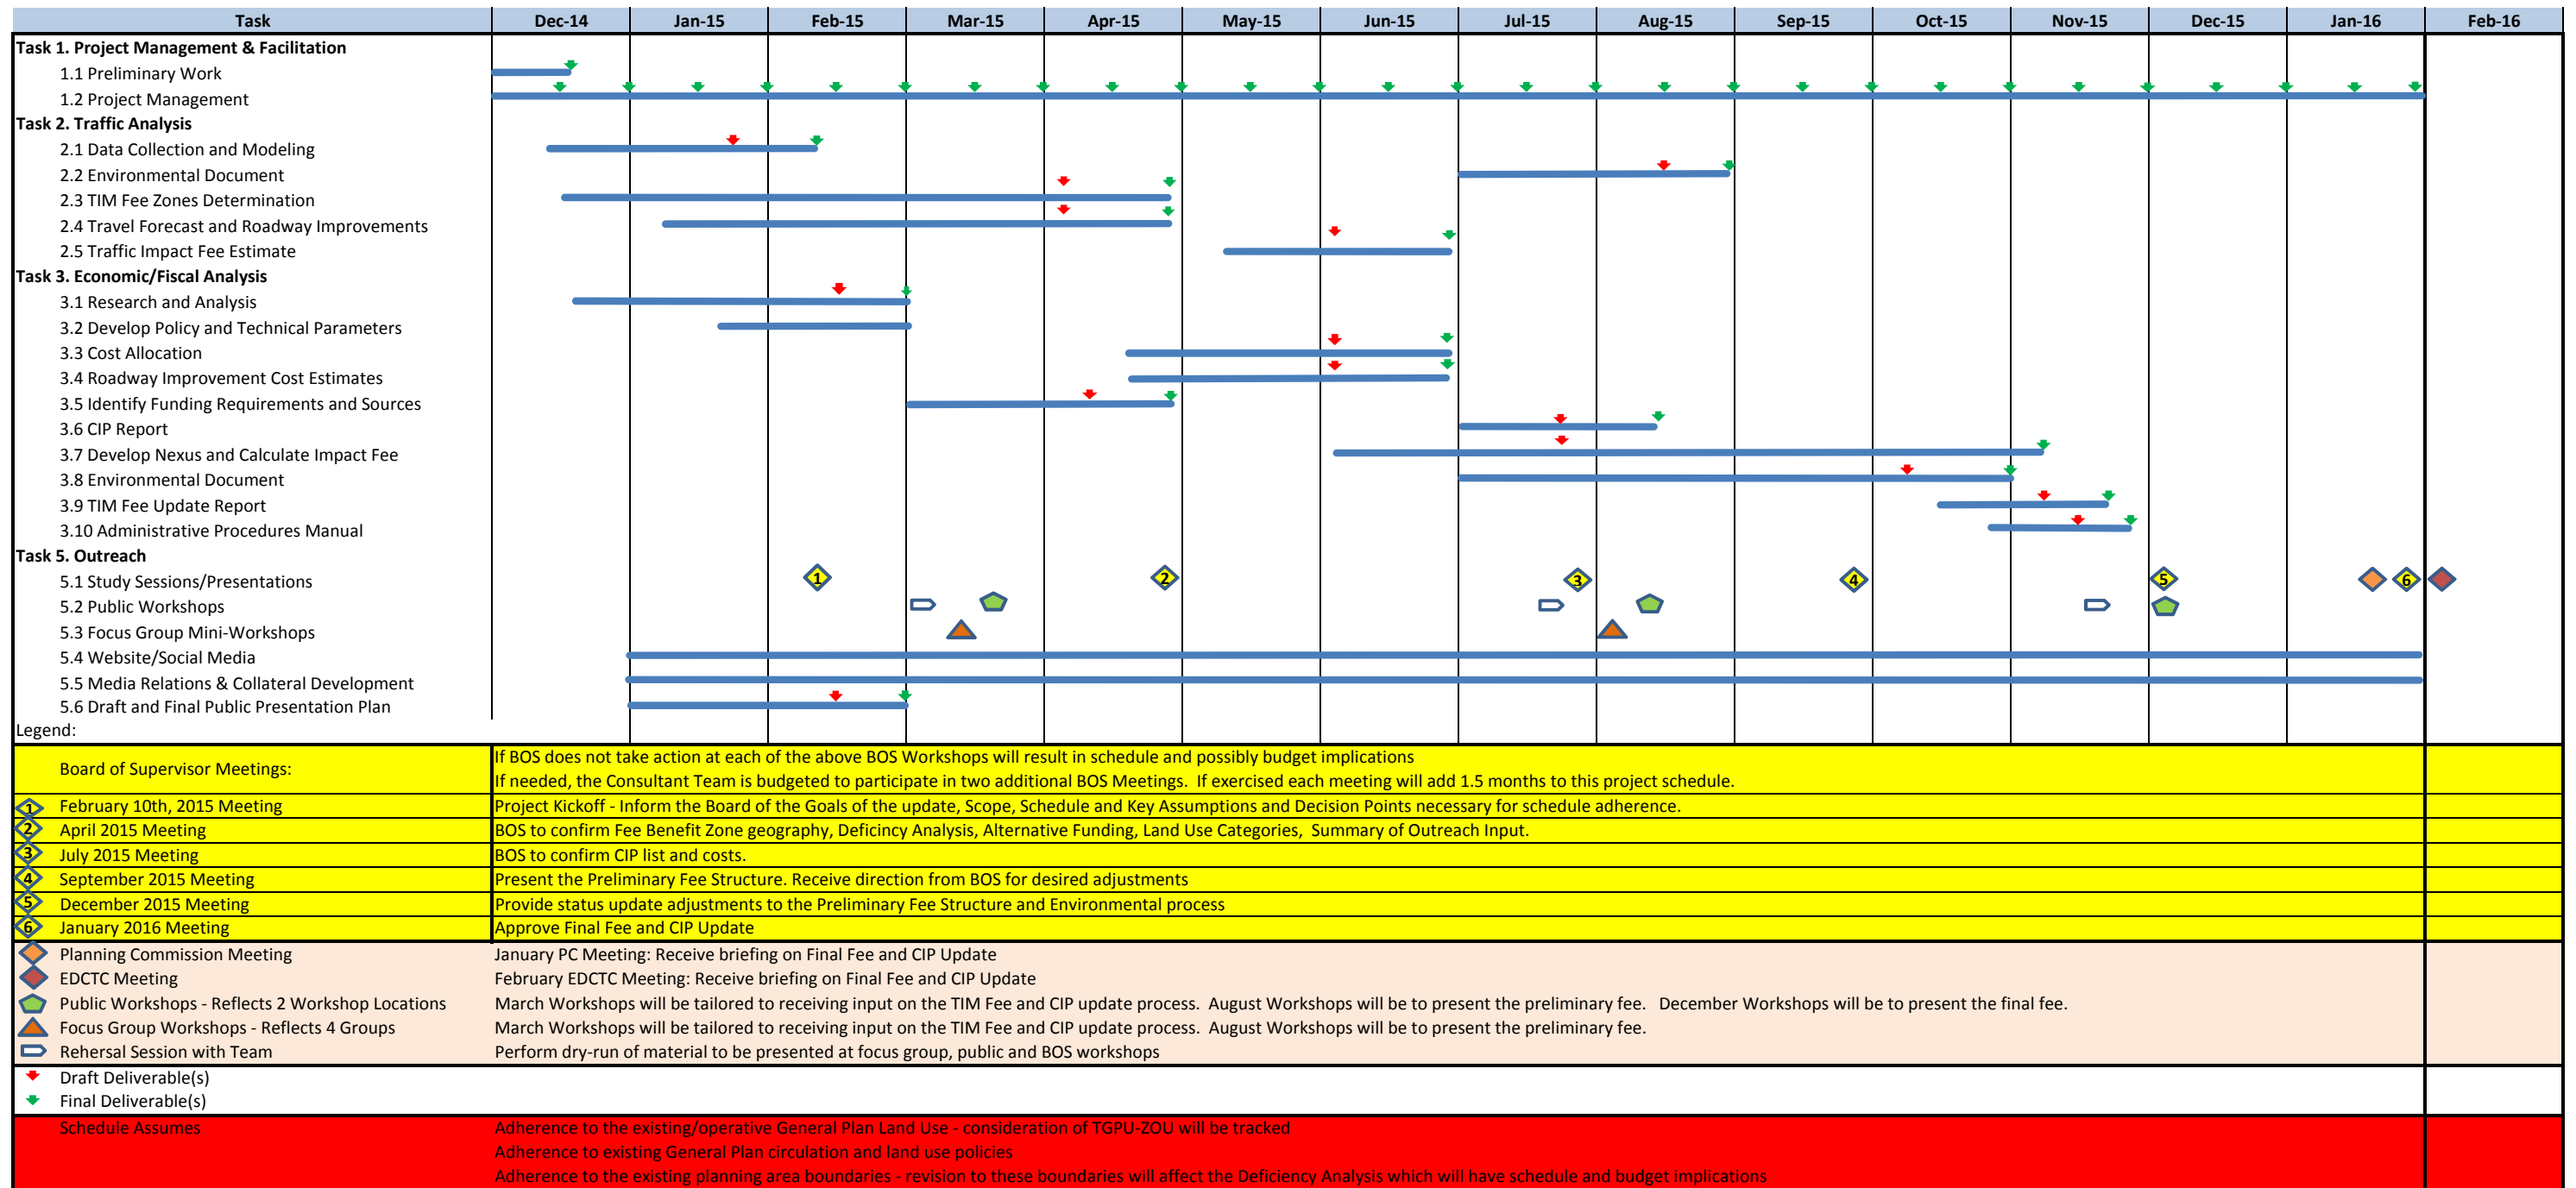 Task Dec-14 Jan-15 Feb-15 Mar-15 Apr-15 May-15 Jun-15 Jul-15 Aug-15 Sep-15 Oct-15 Nov-15 Dec-15 Jan-16 Feb-16
Task 1. Project Management & Facilitation
1.1 Preliminary Work
1.2 Project Management
Task 2. Traffic Analysis
2.1 Data Collection and Modeling
2.2 Environmental Document
2.3 TIM Fee Zones Determination
2.4 Travel Forecast and Roadway Improvements
2.5 Traffic Impact Fee Estimate
Task 3. Economic/Fiscal Analysis
3.1 Research and Analysis
3.2 Develop Policy and Technical Parameters
3.3 Cost Allocation
3.4 Roadway Improvement Cost Estimates
3.5 Identify Funding Requirements and Sources
3.6 CIP Report
3.7 Develop Nexus and Calculate Impact Fee
3.8 Environmental Document
3.9 TIM Fee Update Report
3.10 Administrative Procedures Manual
Task 5. Outreach
5.1 Study Sessions/Presentations 1 2 3 4 5 6
5.2 Public Workshops
5.3 Focus Group Mini-Workshops
5.4 Website/Social Media
5.5 Media Relations & Collateral Development
5.6 Draft and Final Public Presentation Plan
Legend:
Board of Supervisor Meetings:
If BOS does not take action at each of the above BOS Workshops will result in schedule and possibly budget implications
If needed, the Consultant Team is budgeted to participate in two additional BOS Meetings. If exercised each meeting will add 1.5 months to this project schedule.
1 February 10th, 2015 Meeting Project Kickoff - Inform the Board of the Goals of the update, Scope, Schedule and Key Assumptions and Decision Points necessary for schedule adherence.
2 April 2015 Meeting BOS to confirm Fee Benefit Zone geography, Deficincy Analysis, Alternative Funding, Land Use Categories, Summary of Outreach Input.
3 July 2015 Meeting BOS to confirm CIP list and costs.
4 September 2015 Meeting Present the Preliminary Fee Structure. Receive direction from BOS for desired adjustments
5 December 2015 Meeting Provide status update adjustments to the Preliminary Fee Structure and Environmental process
6 January 2016 Meeting Approve Final Fee and CIP Update
Planning Commission Meeting January PC Meeting: Receive briefing on Final Fee and CIP Update
EDCTC Meeting February EDCTC Meeting: Receive briefing on Final Fee and CIP Update
Public Workshops - Reflects 2 Workshop Locations March Workshops will be tailored to receiving input on the TIM Fee and CIP update process. August Workshops will be to present the preliminary fee. December Workshops will be to present the final fee.
Focus Group Workshops - Reflects 4 Groups March Workshops will be tailored to receiving input on the TIM Fee and CIP update process. August Workshops will be to present the preliminary fee.
Rehersal Session with Team Perform dry-run of material to be presented at focus group, public and BOS workshops
Draft Deliverable(s)
Final Deliverable(s)
Schedule Assumes Adherence to the existing/operative General Plan Land Use - consideration of TGPU-ZOU will be tracked
Adherence to existing General Plan circulation and land use policies
Adherence to the existing planning area boundaries - revision to these boundaries will affect the Deficiency Analysis which will have schedule and budget implications